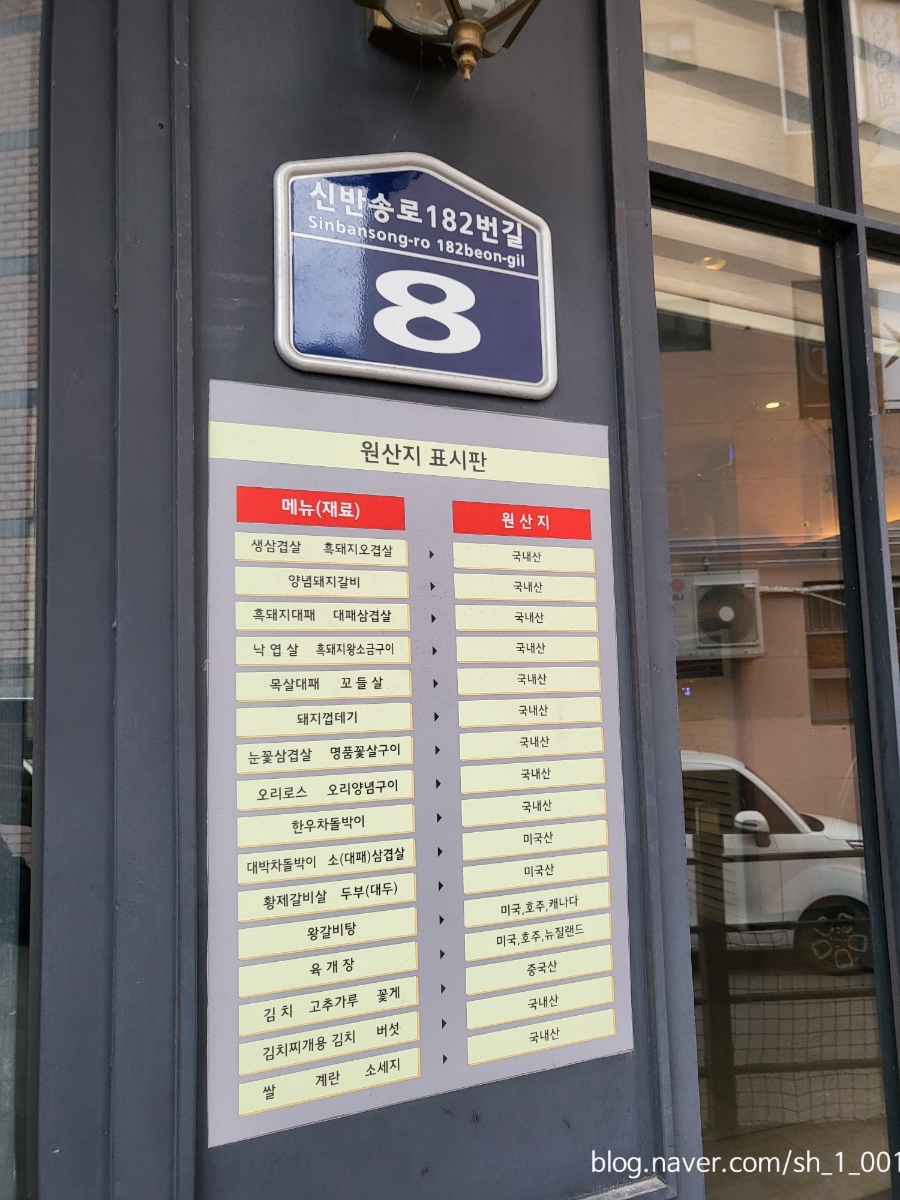 신반송로182번길
Sinbansong-ro 182beon-gil
8
원산지 표시판
메뉴(재료) 원 산 지
생삼겹살 흑돼지오겹살 국내산
양념돼지갈비 국내산
흑돼지대패 대패삼겹살 국내산
낙 엽 살 흑돼지왕소금구이 국내산
목살대패 꼬 들 살 국내산
돼지껍데기 국내산
눈꽃삼겹살 명품꽃살구이 국내산
오리로스 오리양념구이 국내산
한우차돌박이 국내산
대박차돌박이 소(대패)삼겹살 미국산
황제갈비살 두부(대두) 미국산
왕갈비탕 미국,호주,캐나다
육 개 장 미국,호주,뉴질랜드
김 치 고추가루 꽃게 중국산
김치찌개용 김치 버섯 국내산
쌀 계란 소세지 국내산
blog.naver.com/sh_1_001